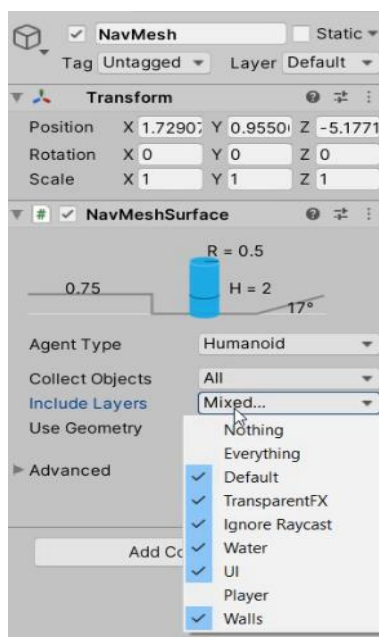 NavMesh Static
Tag Untagged Layer Default
Transform
Position X 1.72907 Y 0.9550 Z -5.1771
Rotation X 0 Y 0 Z 0
Scale X 1 Y 1 Z 1
# NavMeshSurface
R = 0.5
0.75 H = 2
17°
Agent Type Humanoid
Collect Objects All
Include Layers Mixed...
Use Geometry
Nothing
Everything
Advanced
Default
TransparentFX
Ignore Raycast
Add Co
Water
UI
Player
Walls